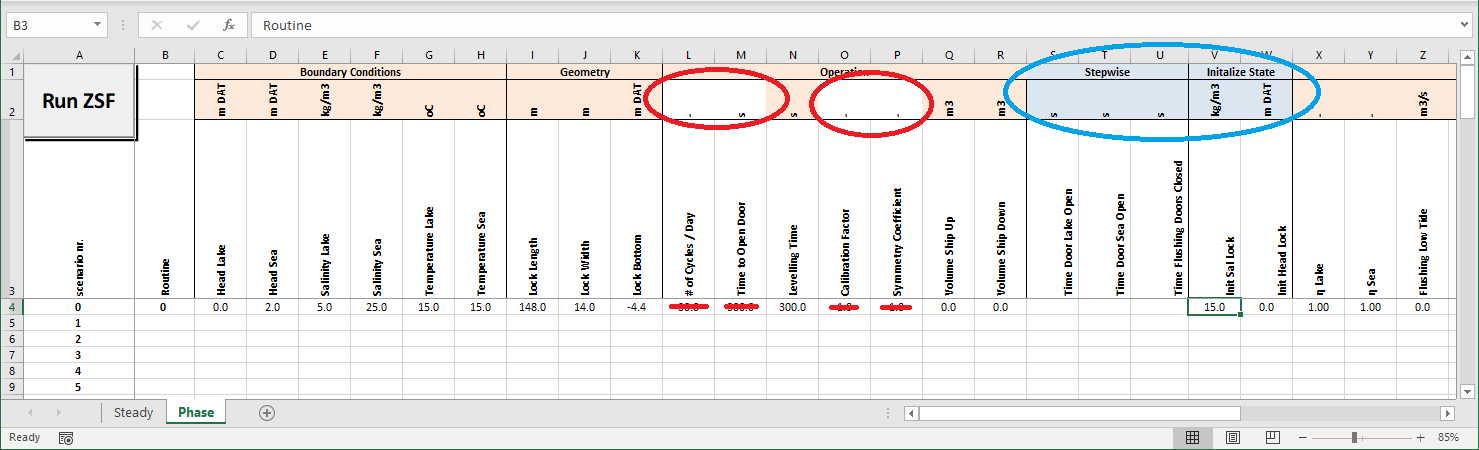 B3 Routine
A B C D E F G H I J K L M N O P Q R S T U V W X Y Z
1 Boundary Conditions Geometry Operation Stepwise Initalize State
Run ZSF
2 m DAT m DAT kg/m3 kg/m3 oC oC m m m DAT - s s - - m3 m3 s s s kg/m3 m DAT - - m3/s
3 scenario nr. Routine Head Lake Head Sea Salinity Lake Salinity Sea Temperature Lake Temperature Sea Lock Length Lock Width Lock Bottom # of Cycles / Day Time to Open Door Levelling Time Calibration Factor Symmetry Coefficient Volume Ship Up Volume Ship Down Time Door Lake Open Time Door Sea Open Time Flushing Doors Closed Init Sal Lock Init Head Lock η Lake η Sea Flushing Low Tide
4 0 0 0.0 2.0 5.0 25.0 15.0 15.0 148.0 14.0 -4.4 300.0 1.0 1.0 0.0 0.0 15.0 0.0 1.00 1.00 0.0
5 1
6 2
7 3
8 4
9 5
Steady Phase
Ready 85%